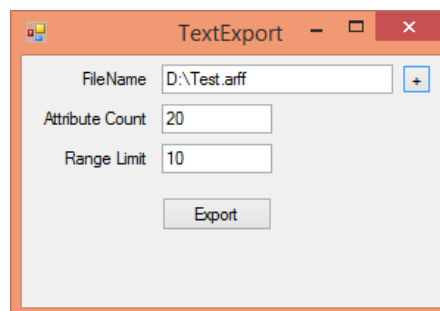 TextExport
FileName D:\Test.arff +
Attribute Count 20
Range Limit 10
Export